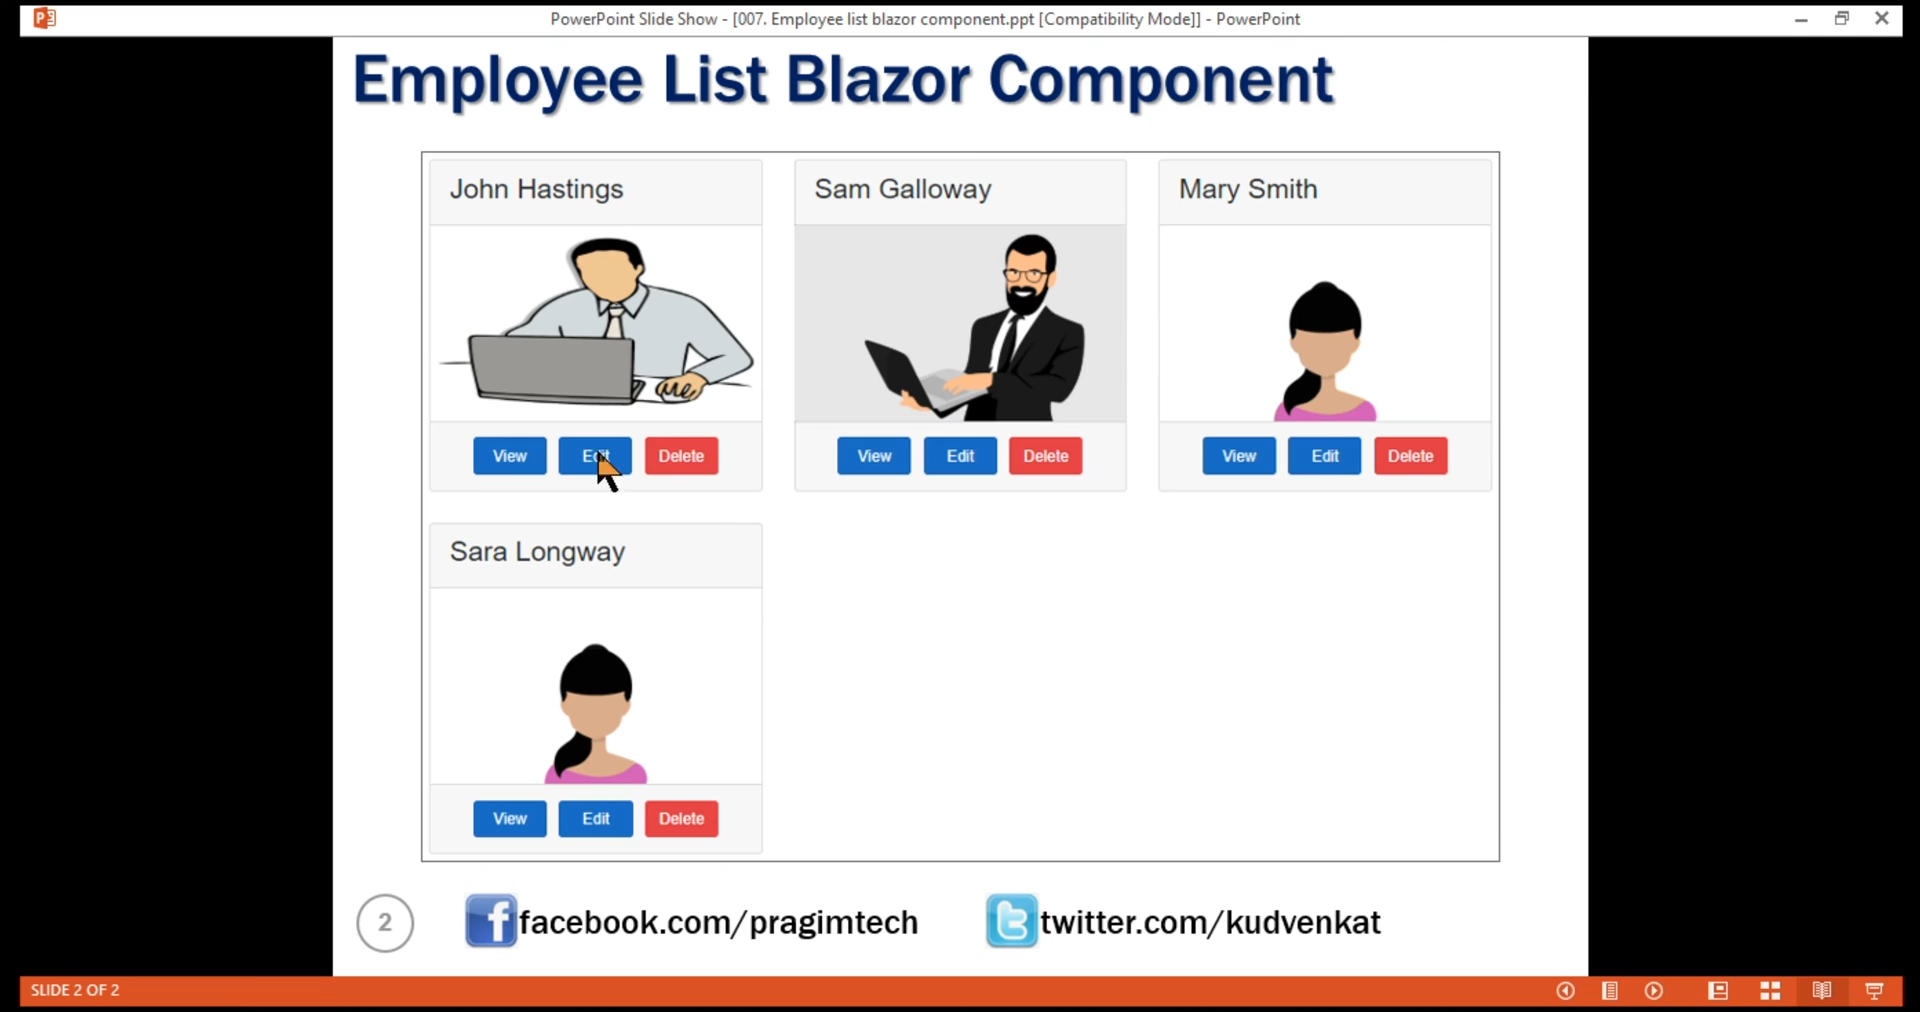 PowerPoint Slide Show - [007. Employee list blazor component.ppt [Compatibility Mode]] - PowerPoint
Employee List Blazor Component
John Hastings
Sam Galloway
Mary Smith
View Edit Delete
View Edit Delete
View Edit Delete
Sara Longway
View Edit Delete
2
facebook.com/pragimtech
twitter.com/kudvenkat
SLIDE 2 OF 2